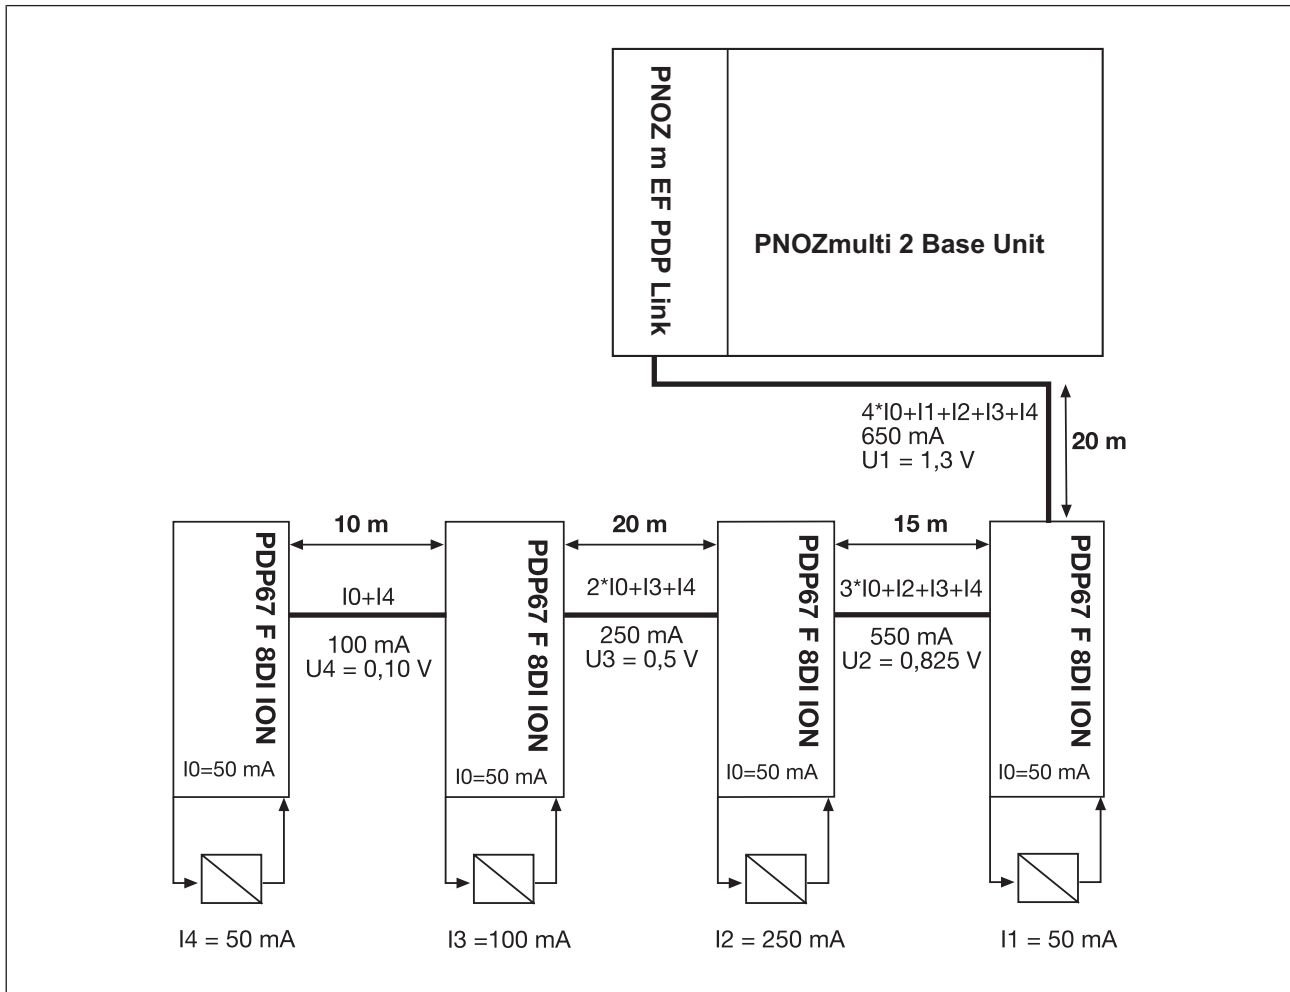 PNOZ m EF PDP Link
PNOZmulti 2 Base Unit
4*I0+I1+I2+I3+I4
650 mA
U1 = 1,3 V
20 m
10 m
20 m
15 m
PDP67 F 8DI ION
I0+I4
100 mA
U4 = 0,10 V
PDP67 F 8DI ION
2*I0+I3+I4
250 mA
U3 = 0,5 V
PDP67 F 8DI ION
3*I0+I2+I3+I4
550 mA
U2 = 0,825 V
PDP67 F 8DI ION
I0=50 mA
I0=50 mA
I0=50 mA
I0=50 mA
I4 = 50 mA
I3 =100 mA
I2 = 250 mA
I1 = 50 mA